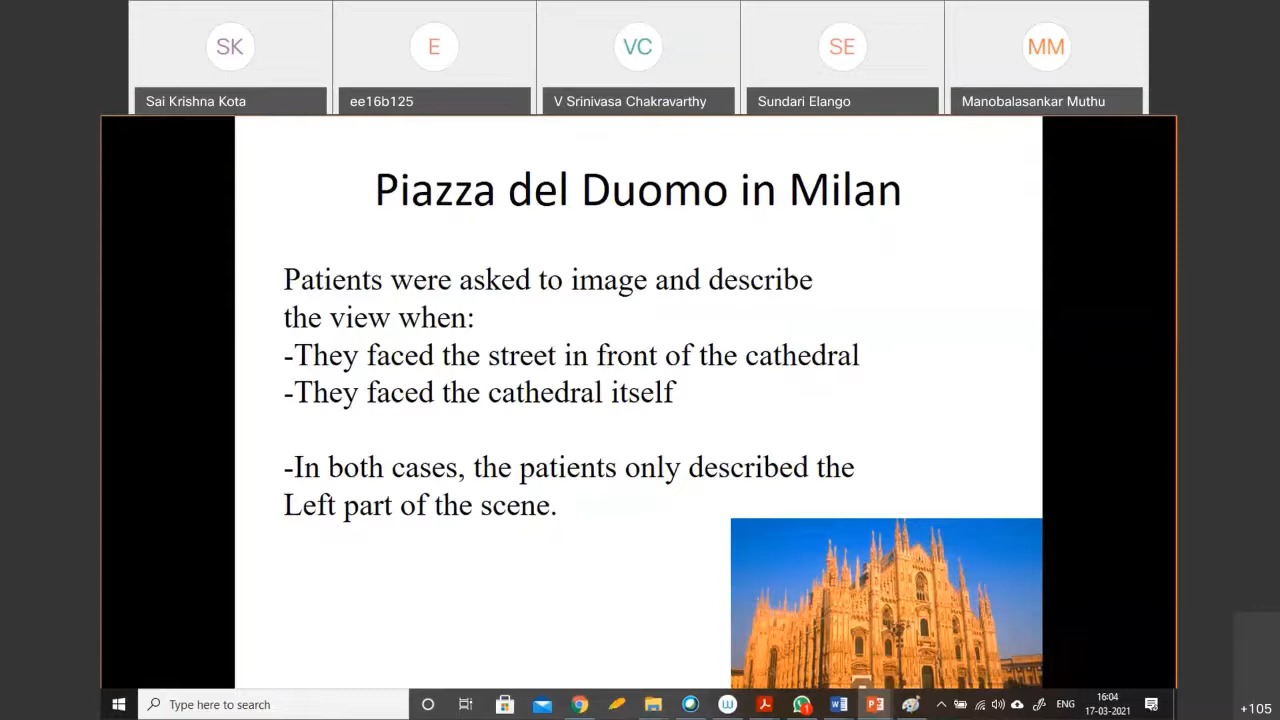 SK
E
VC
SE
MM
Sai Krishna Kota
ee16b125
V Srinivasa Chakravarthy
Sundari Elango
Manobalasankar Muthu
Piazza del Duomo in Milan
Patients were asked to image and describe
the view when:
-They faced the street in front of the cathedral
-They faced the cathedral itself
-In both cases, the patients only described the
Left part of the scene.
Type here to search
ENG
16:04
17-03-2021
+105